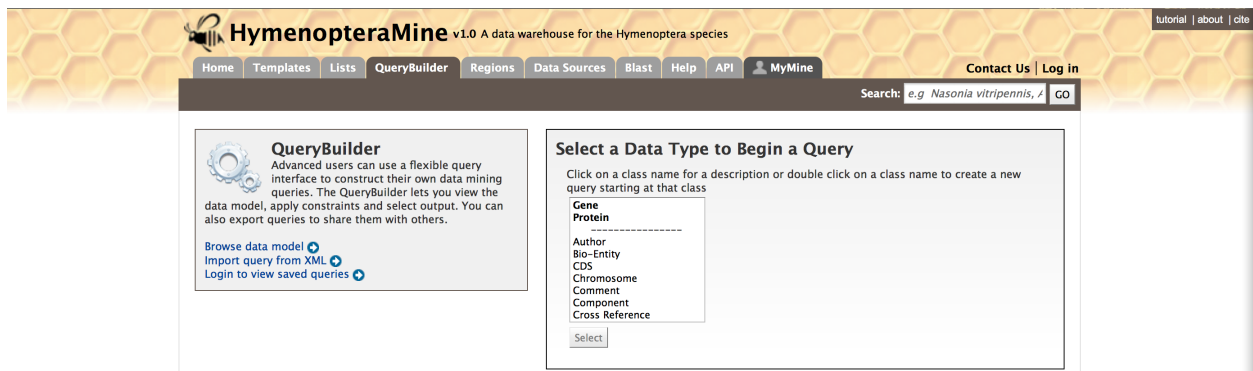 tutorial | about | cite
HymenopteraMine v1.0 A data warehouse for the Hymenoptera species
Home Templates Lists QueryBuilder Regions Data Sources Blast Help API MyMine
Contact Us | Log in
Search: e.g Nasonia vitripennis, GO
QueryBuilder
Advanced users can use a flexible query
interface to construct their own data mining
queries. The QueryBuilder lets you view the
data model, apply constraints and select output. You can
also export queries to share them with others.
Browse data model
Import query from XML
Login to view saved queries
Select a Data Type to Begin a Query
Click on a class name for a description or double click on a class name to create a new
query starting at that class
Gene
Protein
----------------
Author
Bio-Entity
CDS
Chromosome
Comment
Component
Cross Reference
Select